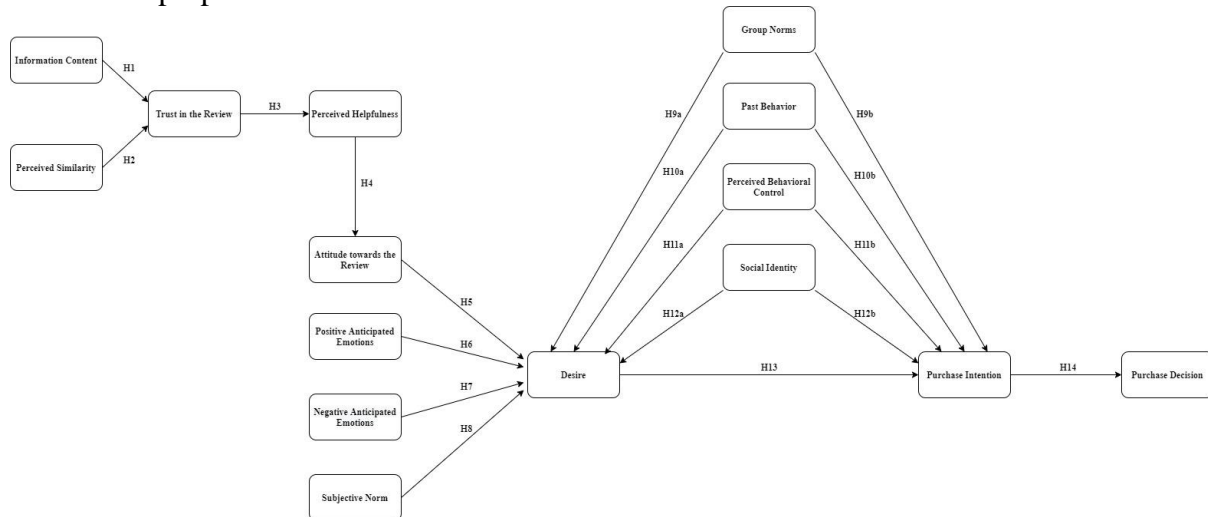 Group Norms
Information Content
H1
Trust in the Review
H3
Perceived Helpfulness
H2
Perceived Similarity
Past Behavior
H9a
H9b
H10a
H10b
Perceived Behavioral
Control
H4
H11a
H11b
Attitude towards the
Review
Social Identity
H5
H12a
H12b
Positive Anticipated
Emotions
H6
Desire
H13
Purchase Intention
H14
Purchase Decision
H7
Negative Anticipated
Emotions
H8
Subjective Norm